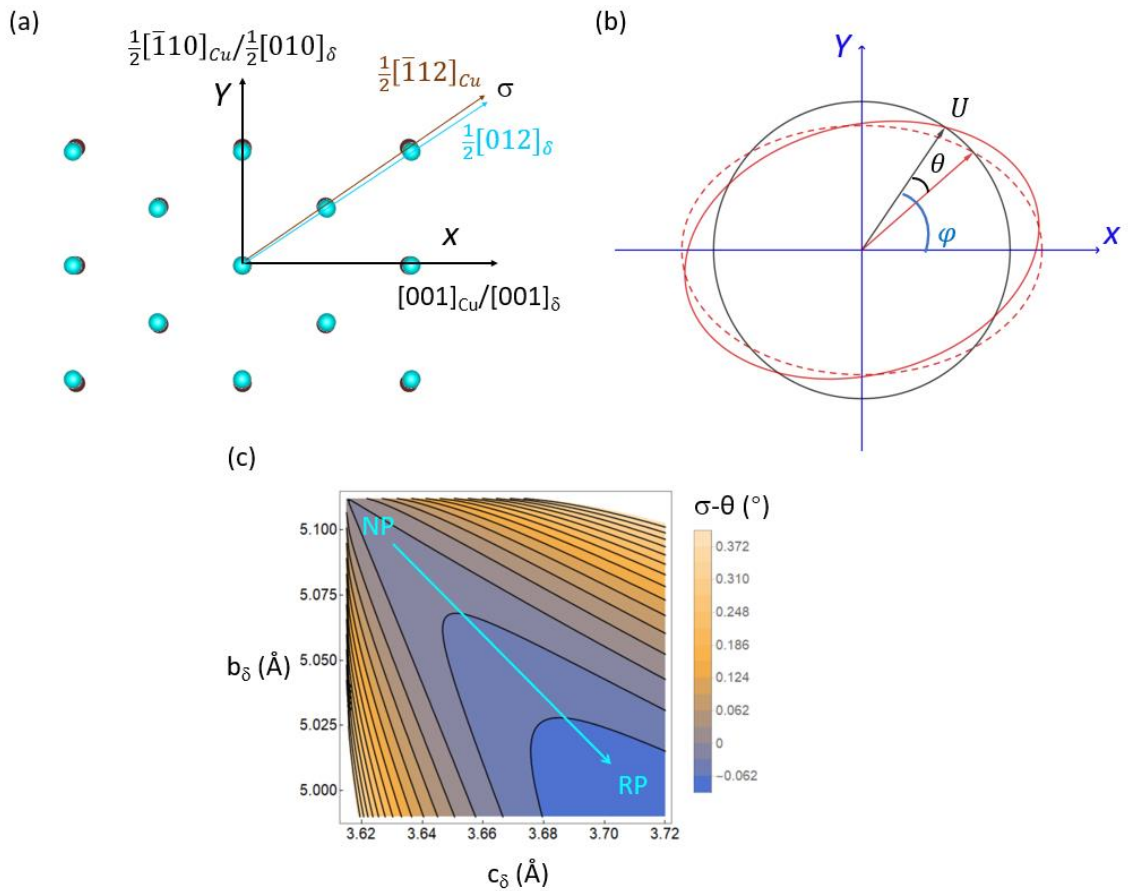 (a)
½[1̅10]Cu/½[010]δ
Y
½[1̅12]Cu
σ
½[012]δ
x
[001]Cu/[001]δ
(b)
Y
U
θ
φ
x
(c)
σ-θ (°)
5.100
5.075
5.050
5.025
5.000
bδ (Å)
NP
RP
0.372
0.310
0.248
0.186
0.124
0.062
0
−0.062
3.62 3.64 3.66 3.68 3.70 3.72
cδ (Å)